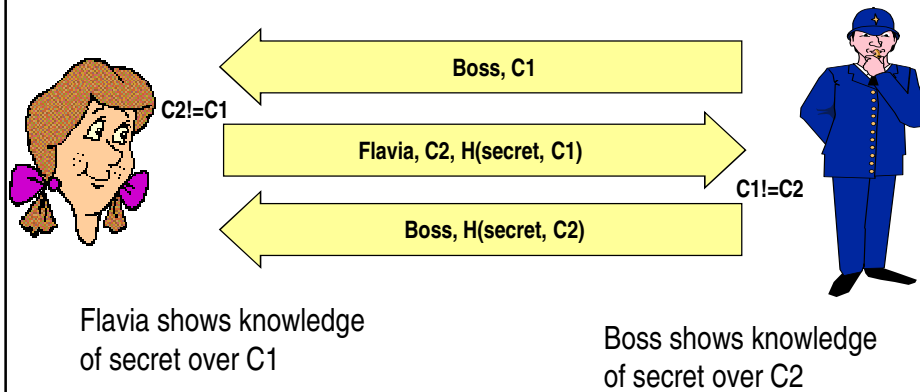 Boss, C1
C2!=C1
Flavia, C2, H(secret, C1)
C1!=C2
Boss, H(secret, C2)
Flavia shows knowledge
of secret over C1
Boss shows knowledge
of secret over C2